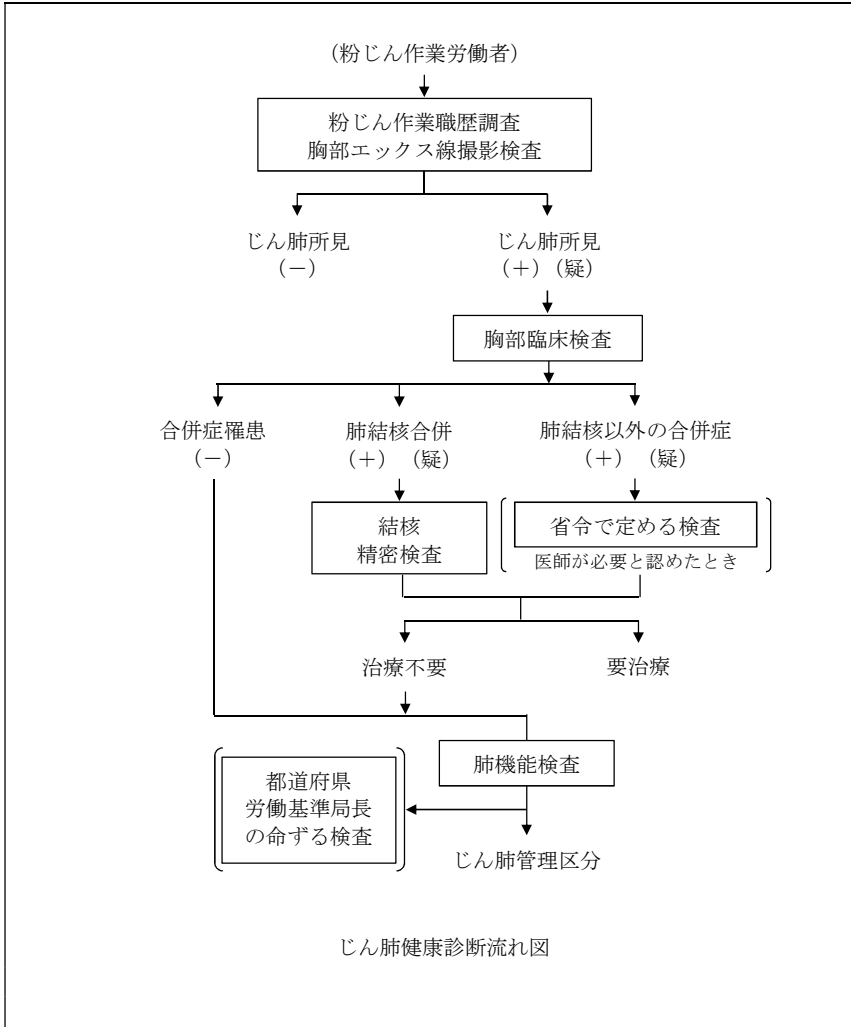 (粉じん作業労働者)
粉じん作業職歴調査
胸部エックス線撮影検査
じん肺所見
(－)
じん肺所見
(＋)(疑)
胸部臨床検査
合併症罹患
(－)
肺結核合併
(＋) (疑)
肺結核以外の合併症
(＋) (疑)
結核
精密検査
省令で定める検査
医師が必要と認めたとき
治療不要
要治療
肺機能検査
都道府県
労働基準局長
の命ずる検査
じん肺管理区分
じん肺健康診断流れ図